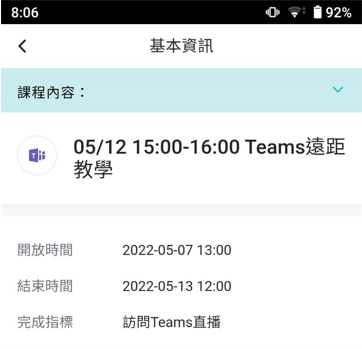 8:06
92%
基本資訊
課程內容：
05/12 15:00-16:00 Teams遠距
教學
開放時間 2022-05-07 13:00
結束時間 2022-05-13 12:00
完成指標 訪問Teams直播